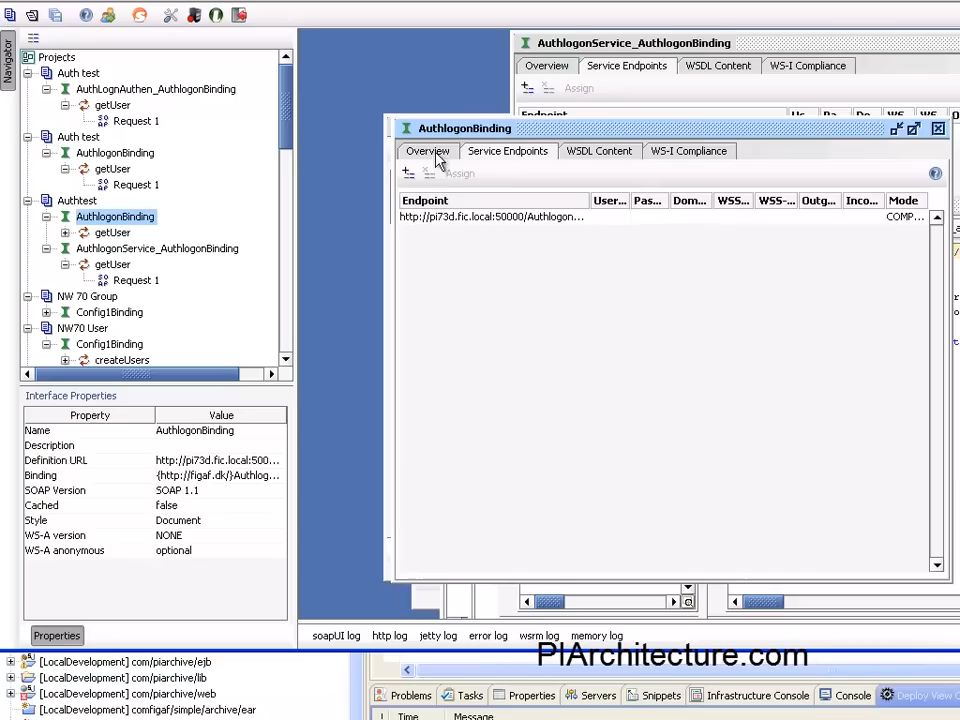 Navigator
Projects
Auth test
AuthLognAuthen_AuthlogonBinding
getUser
Request 1
Auth test
AuthlogonBinding
getUser
Request 1
Authtest
AuthlogonBinding
getUser
AuthlogonService_AuthlogonBinding
getUser
Request 1
NW 70 Group
Config1Binding
NW70 User
Config1Binding
createUsers
Interface Properties
Property Value
Name AuthlogonBinding
Description
Definition URL http://pi73d.fic.local:500...
Binding {http://figaf.dk/}Authlog...
SOAP Version SOAP 1.1
Cached false
Style Document
WS-A version NONE
WS-A anonymous optional
Properties
AuthlogonService_AuthlogonBinding
Overview Service Endpoints WSDL Content WS-I Compliance
Assign
AuthlogonBinding
Overview Service Endpoints WSDL Content WS-I Compliance
Assign
Endpoint User... Pas... Dom... WSS... WSS-... Outg... Inco... Mode
http://pi73d.fic.local:50000/Authlogon... COMP...
soapUI log http log jetty log error log wsrm log memory log
PIArchitecture.com
[LocalDevelopment] com/piarchive/ejb
[LocalDevelopment] com/piarchive/lib
[LocalDevelopment] com/piarchive/web
[LocalDevelopment] comfigaf/simple/archive/ear
Problems Tasks Properties Servers Snippets Infrastructure Console Console Deploy View C
! Time Message